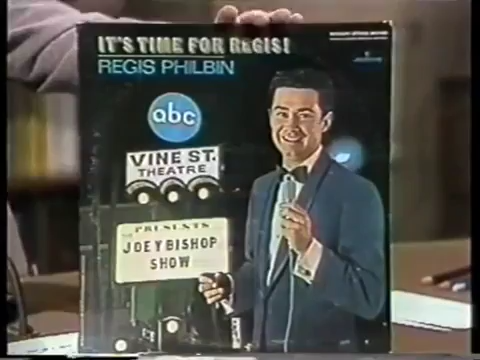 IT'S TIME FOR REGIS!
REGIS PHILBIN
abc
VINE ST.
THEATRE
PRESENTS
JOEY BISHOP
SHOW